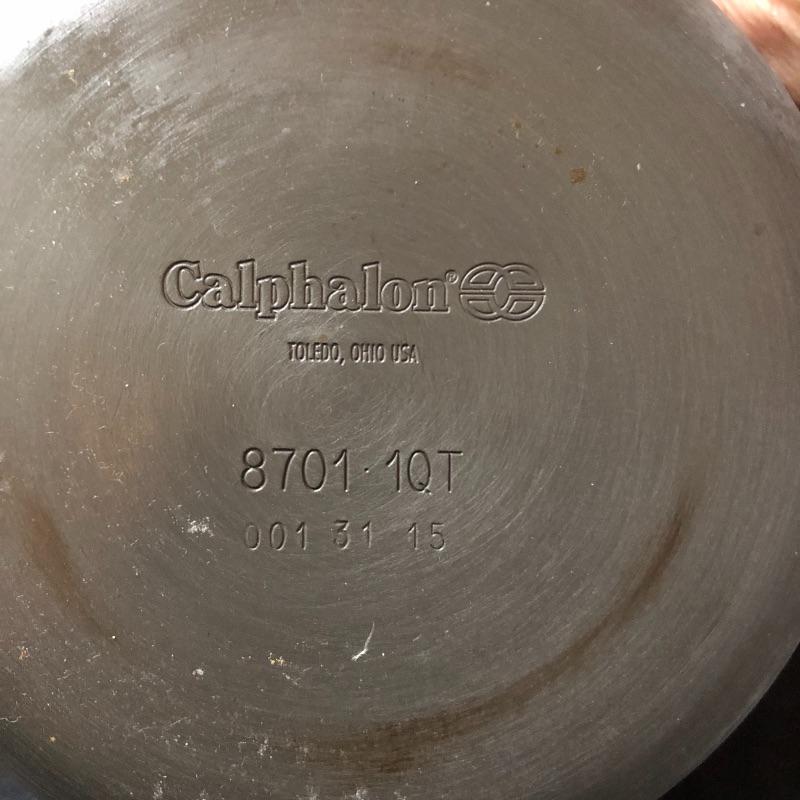 Calphalon®
TOLEDO, OHIO USA
8701·1QT
001 31 15